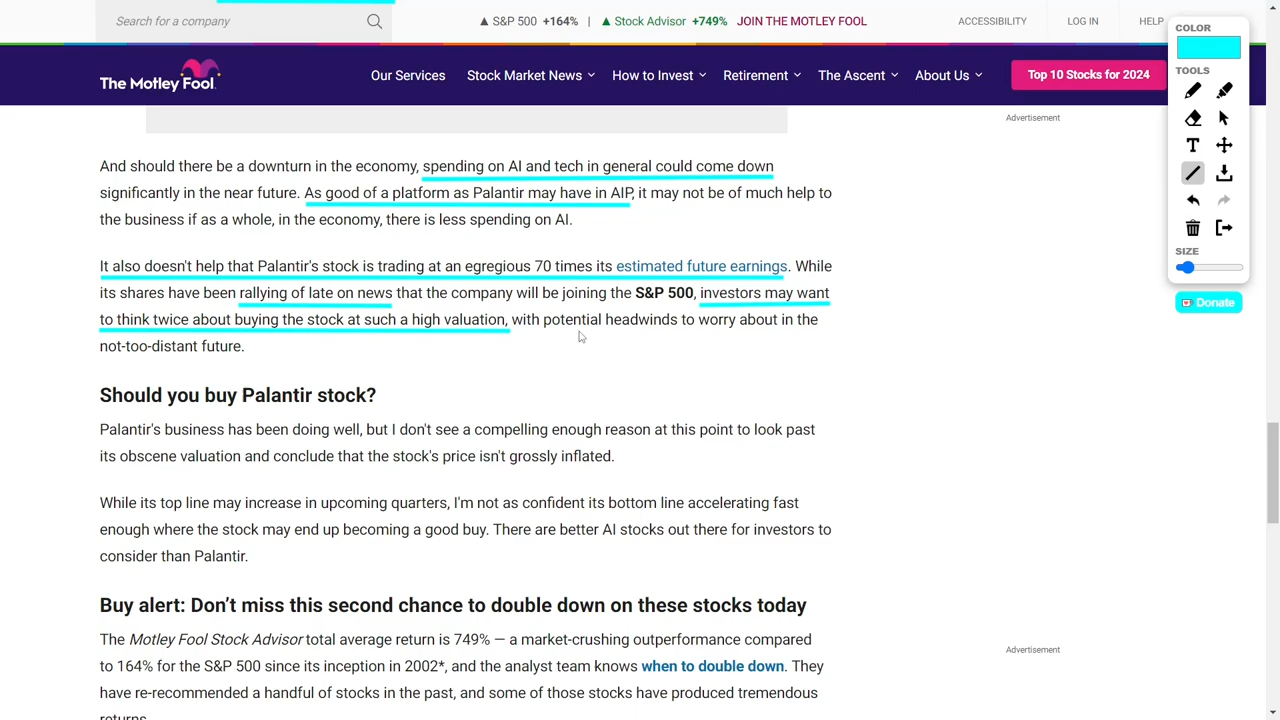 Search for a company
▲ S&P 500 +164% | ▲ Stock Advisor +749% JOIN THE MOTLEY FOOL
ACCESSIBILITY LOG IN HELP
The Motley Fool
Our Services Stock Market News How to Invest Retirement The Ascent About Us
Top 10 Stocks for 2024
COLOR
TOOLS
T
SIZE
Donate
Advertisement
And should there be a downturn in the economy, spending on AI and tech in general could come down
significantly in the near future. As good of a platform as Palantir may have in AIP, it may not be of much help to
the business if as a whole, in the economy, there is less spending on AI.
It also doesn't help that Palantir's stock is trading at an egregious 70 times its estimated future earnings. While
its shares have been rallying of late on news that the company will be joining the S&P 500, investors may want
to think twice about buying the stock at such a high valuation, with potential headwinds to worry about in the
not-too-distant future.
Should you buy Palantir stock?
Palantir's business has been doing well, but I don't see a compelling enough reason at this point to look past
its obscene valuation and conclude that the stock's price isn't grossly inflated.
While its top line may increase in upcoming quarters, I'm not as confident its bottom line accelerating fast
enough where the stock may end up becoming a good buy. There are better AI stocks out there for investors to
consider than Palantir.
Buy alert: Don’t miss this second chance to double down on these stocks today
The Motley Fool Stock Advisor total average return is 749% — a market-crushing outperformance compared
to 164% for the S&P 500 since its inception in 2002*, and the analyst team knows when to double down. They
have re-recommended a handful of stocks in the past, and some of those stocks have produced tremendous
returns.
Advertisement